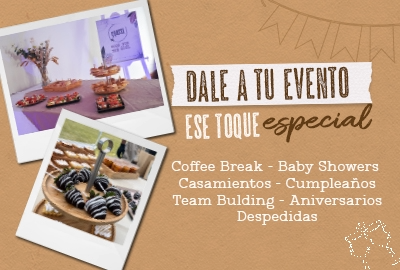 DALE A TU EVENTO
ESE TOQUE especial
Coffee Break - Baby Showers
Casamientos - Cumpleaños
Team Bulding - Aniversarios
Despedidas